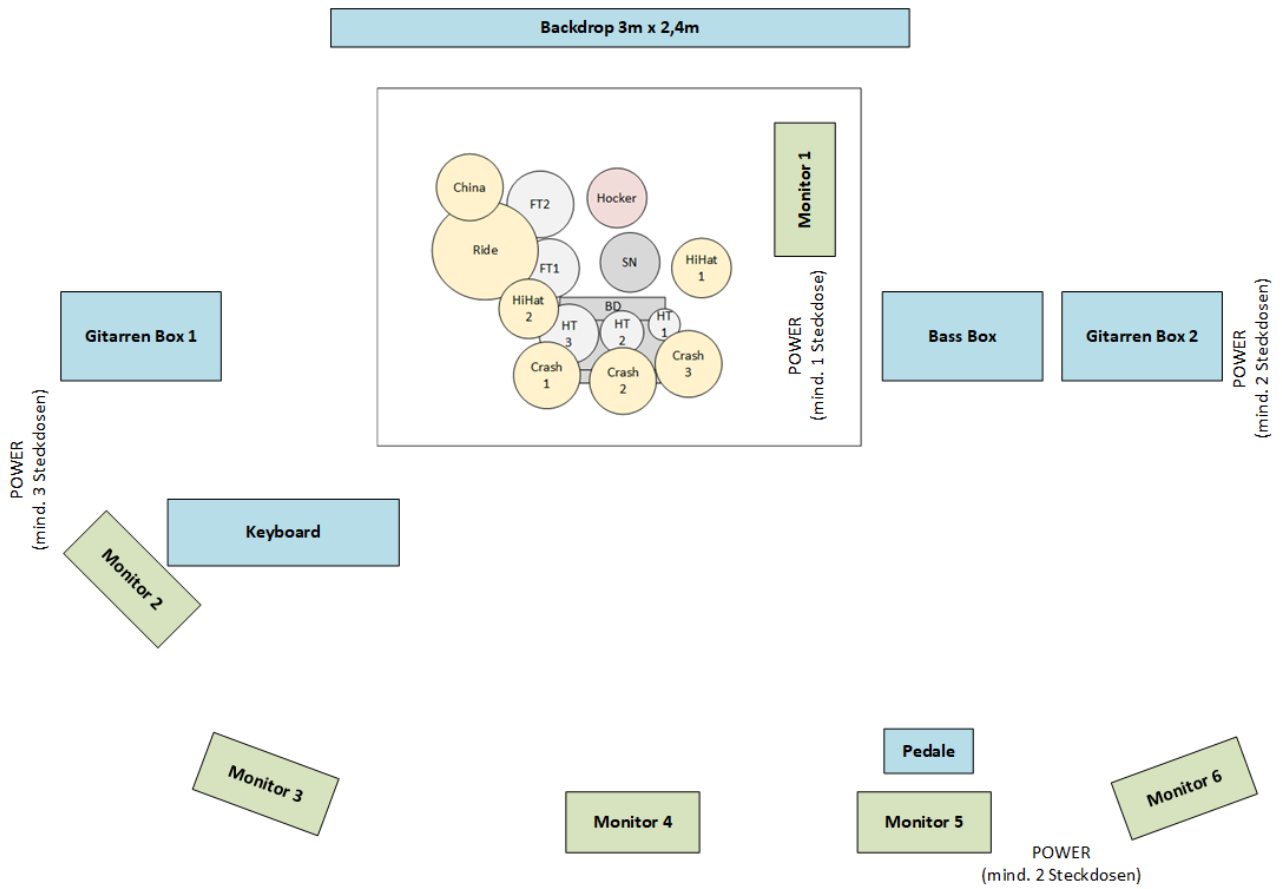 Backdrop 3m x 2,4m
Monitor 1
China
FT2
Hocker
Ride
FT1
SN
HiHat
1
HiHat
2
BD
HT
3
HT
2
HT
1
Crash
1
Crash
2
Crash
3
POWER
(mind. 1 Steckdose)
Gitarren Box 1
Bass Box
Gitarren Box 2
POWER
(mind. 2 Steckdosen)
POWER
(mind. 3 Steckdosen)
Keyboard
Monitor 2
Monitor 3
Monitor 4
Pedale
Monitor 5
Monitor 6
POWER
(mind. 2 Steckdosen)